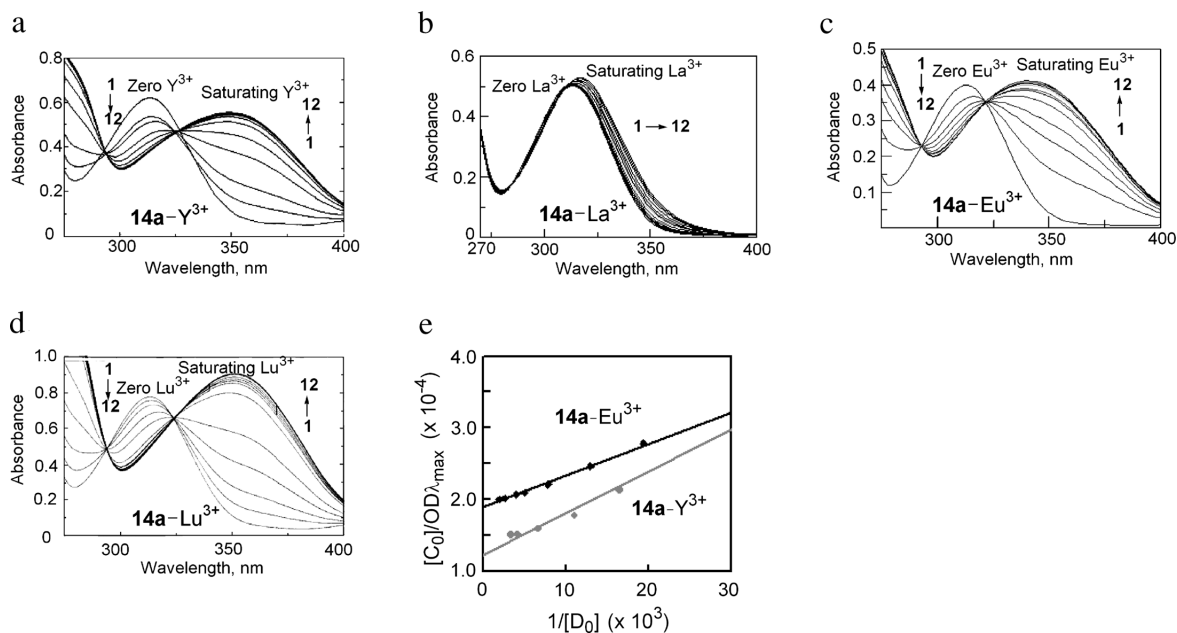 a
0.8
0.6
0.4
0.2
0
300
350
400
Absorbance
Wavelength, nm
1
12
Zero Y³⁺
Saturating Y³⁺
12
1
14a–Y³⁺
b
0.6
0.4
0.2
0
270
300
350
400
Absorbance
Wavelength, nm
Zero La³⁺
Saturating La³⁺
1 → 12
14a–La³⁺
c
0.5
0.4
0.3
0.2
0.1
300
350
400
Absorbance
Wavelength, nm
1
12
Zero Eu³⁺
Saturating Eu³⁺
12
1
14a–Eu³⁺
d
1.0
0.8
0.6
0.4
0.2
0
300
350
400
Absorbance
Wavelength, nm
1
12
Zero Lu³⁺
Saturating Lu³⁺
12
1
14a–Lu³⁺
e
4.0
3.0
2.0
1.0
0
10
20
30
[C₀]/ODλmax (x 10⁻⁴)
1/[D₀] (x 10³)
14a-Eu³⁺
14a-Y³⁺